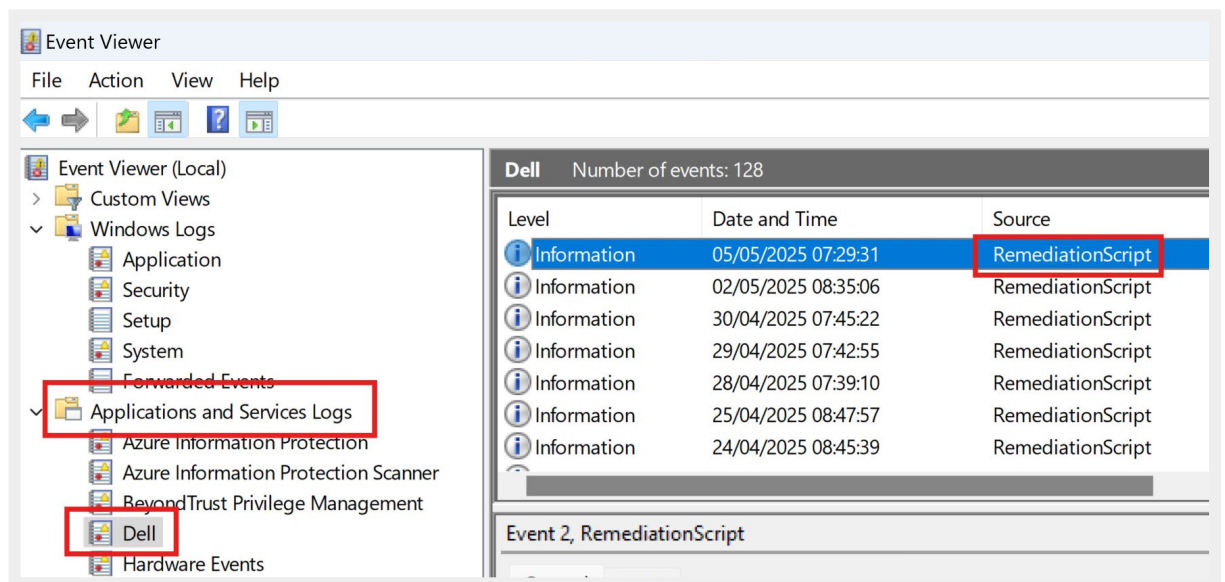 Event Viewer
File Action View Help
Event Viewer (Local)
Custom Views
Windows Logs
Application
Security
Setup
System
Forwarded Events
Applications and Services Logs
Azure Information Protection
Azure Information Protection Scanner
BeyondTrust Privilege Management
Dell
Hardware Events
Dell Number of events: 128
Level Date and Time Source
Information 05/05/2025 07:29:31 RemediationScript
Information 02/05/2025 08:35:06 RemediationScript
Information 30/04/2025 07:45:22 RemediationScript
Information 29/04/2025 07:42:55 RemediationScript
Information 28/04/2025 07:39:10 RemediationScript
Information 25/04/2025 08:47:57 RemediationScript
Information 24/04/2025 08:45:39 RemediationScript
Event 2, RemediationScript